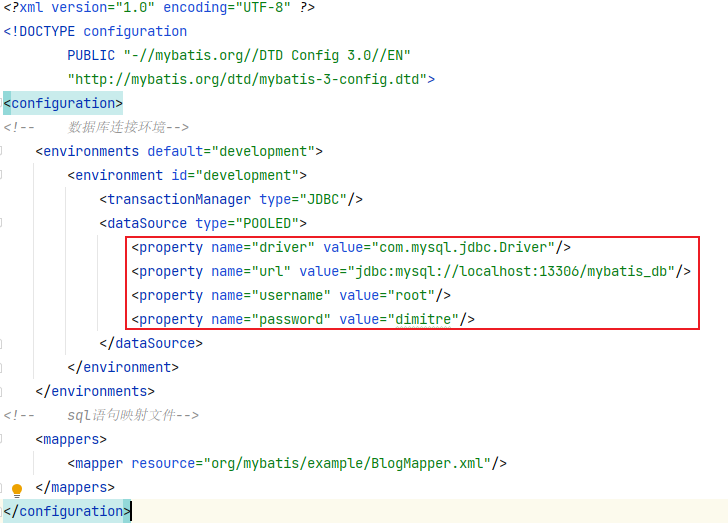 <?xml version="1.0" encoding="UTF-8" ?>
<!DOCTYPE configuration
        PUBLIC "-//mybatis.org//DTD Config 3.0//EN"
        "http://mybatis.org/dtd/mybatis-3-config.dtd">
<configuration>
<!--    数据库连接环境-->
    <environments default="development">
        <environment id="development">
            <transactionManager type="JDBC"/>
            <dataSource type="POOLED">
                <property name="driver" value="com.mysql.jdbc.Driver"/>
                <property name="url" value="jdbc:mysql://localhost:13306/mybatis_db"/>
                <property name="username" value="root"/>
                <property name="password" value="dimitre"/>
            </dataSource>
        </environment>
    </environments>
<!--    sql语句映射文件-->
    <mappers>
        <mapper resource="org/mybatis/example/BlogMapper.xml"/>
    </mappers>
</configuration>